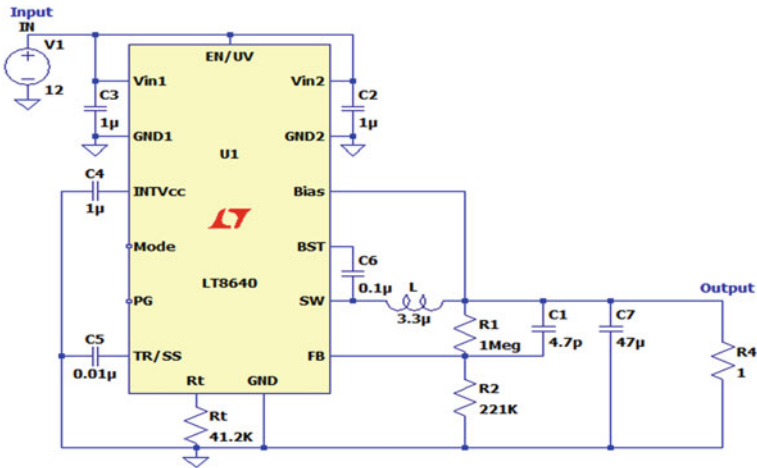 Input
IN
V1
12
EN/UV
Vin1
Vin2
C3
1µ
C2
1µ
GND1
GND2
U1
C4
1µ
INTVcc
Bias
Mode
BST
LT8640
C6
0.1µ
L
3.3µ
Output
PG
SW
R1
1Meg
C1
4.7p
C7
47µ
C5
0.01µ
TR/SS
FB
R4
1
Rt
GND
R2
221K
Rt
41.2K